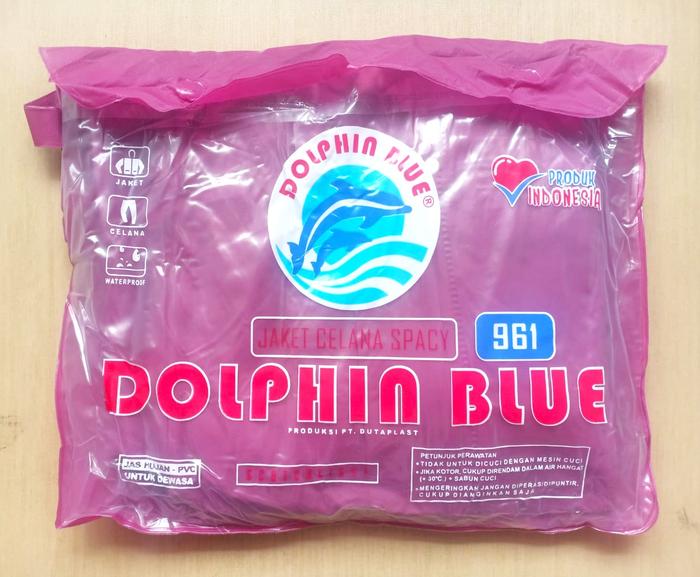 DOLPHIN BLUE®
JAKET
CELANA
WATERPROOF
PRODUK
INDONESIA
JAKET CELANA SPACY
961
DOLPHIN BLUE
PRODUKSI PT. DUTAPLAST
JAS HUJAN - PVC
UNTUK DEWASA
PETUNJUK PERAWATAN
• TIDAK UNTUK DICUCI DENGAN MESIN CUCI
• JIKA KOTOR, CUKUP DIRENDAM DALAM AIR HANGAT
(+ 30°C) + SABUN CUCI
• MENGERINGKAN JANGAN DIPERAS/DIPUNTIR,
CUKUP DIANGINKAN SAJA